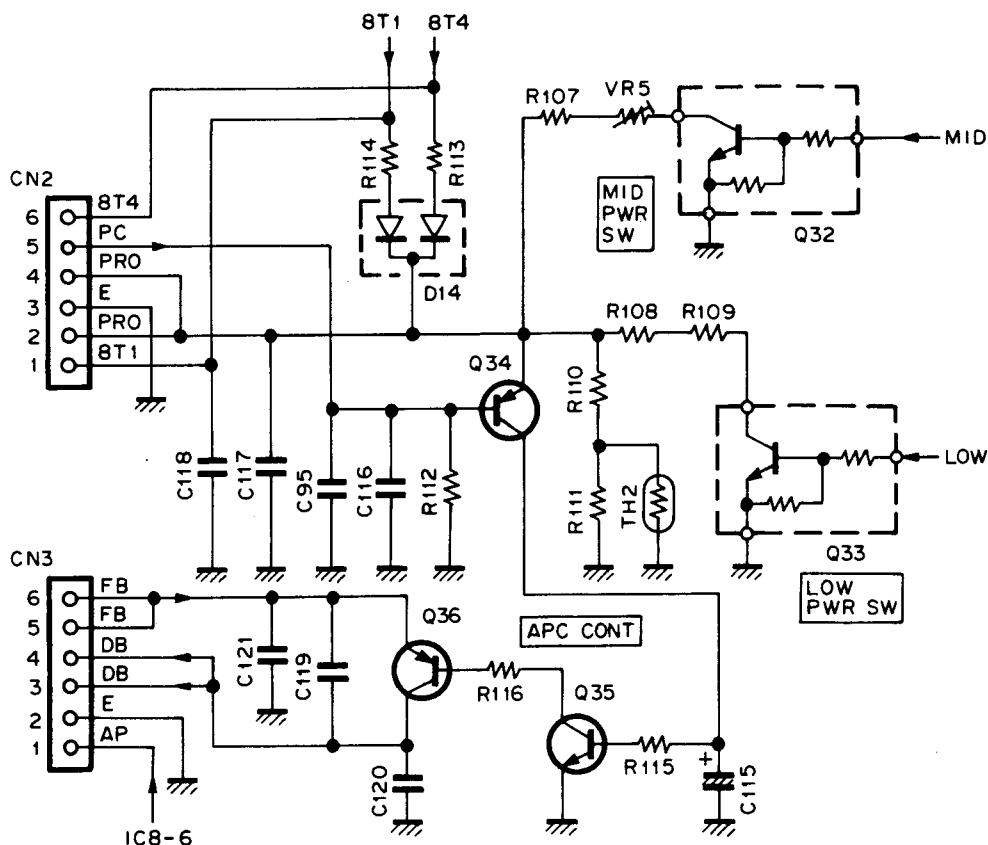 8T1 8T4
R107 VR5
R114 R113
MID
CN2
MID
PWR
SW
Q32
6 8T4
5 PC
4 PRO
D14
3 E
R108 R109
2 PRO
1 8T1
Q34
R110
C118 C117 C95 C116 R112
R111 TH2
LOW
Q33
CN3
LOW
PWR SW
6 FB
Q36
APC CONT
5 FB
4 DB
C121 C119
3 DB
R116
Q35
2 E
1 AP
R115
+
C120
C115
IC8-6